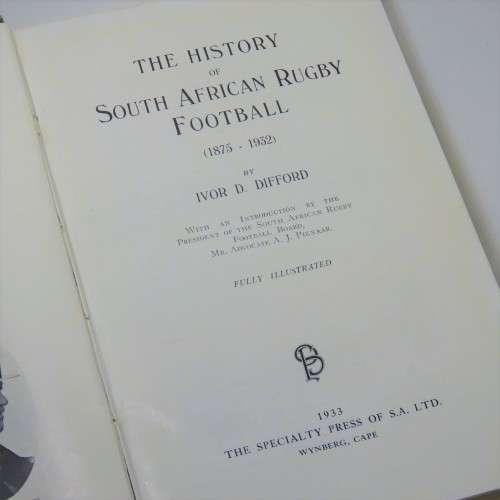 THE HISTORY
OF
SOUTH AFRICAN RUGBY
FOOTBALL
(1875 - 1932)
BY
IVOR D. DIFFORD
WITH AN INTRODUCTION BY THE
PRESIDENT OF THE SOUTH AFRICAN RUGBY
FOOTBALL BOARD,
MR. ADVOCATE A. J. PIENAAR.
FULLY ILLUSTRATED
SP
1933
THE SPECIALTY PRESS OF S.A. LTD.
WYNBERG, CAPE